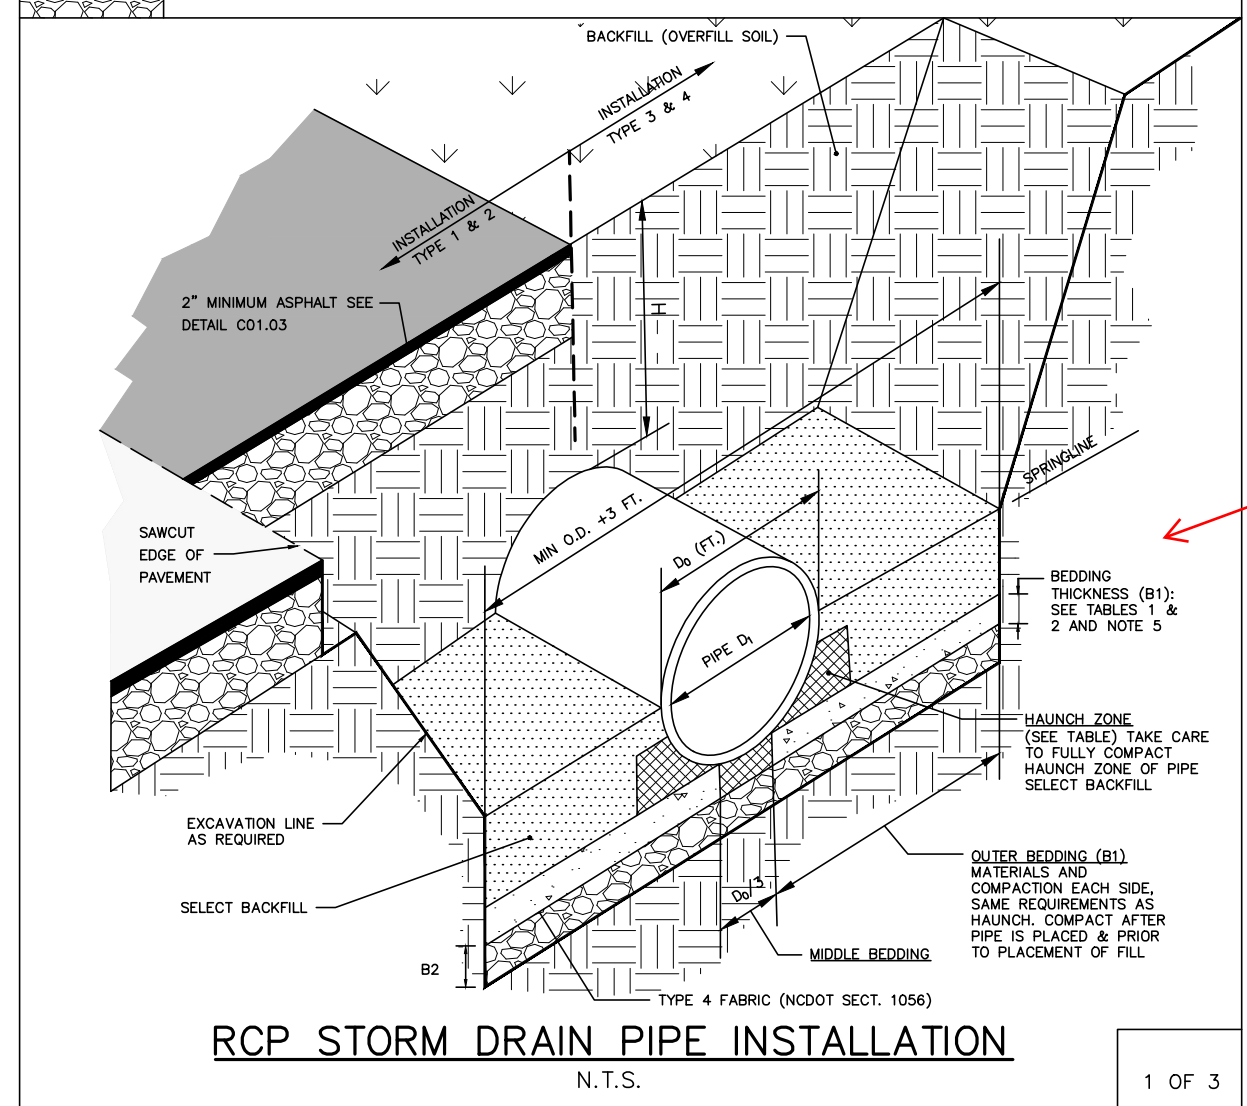 BACKFILL (OVERFILL SOIL)
INSTALLATION
TYPE 3 & 4
INSTALLATION
TYPE 1 & 2
2" MINIMUM ASPHALT SEE
DETAIL C01.03
H
SPRINGLINE
MIN O.D. +3 FT.
D₀ (FT.)
SAWCUT
EDGE OF
PAVEMENT
BEDDING
THICKNESS (B1):
SEE TABLES 1 &
2 AND NOTE 5
PIPE D₁
HAUNCH ZONE
(SEE TABLE) TAKE CARE
TO FULLY COMPACT
HAUNCH ZONE OF PIPE
SELECT BACKFILL
EXCAVATION LINE
AS REQUIRED
OUTER BEDDING (B1)
MATERIALS AND
COMPACTION EACH SIDE,
SAME REQUIREMENTS AS
HAUNCH. COMPACT AFTER
PIPE IS PLACED & PRIOR
TO PLACEMENT OF FILL
SELECT BACKFILL
D₀/3
MIDDLE BEDDING
B2
TYPE 4 FABRIC (NCDOT SECT. 1056)
RCP STORM DRAIN PIPE INSTALLATION
N.T.S.
1 OF 3